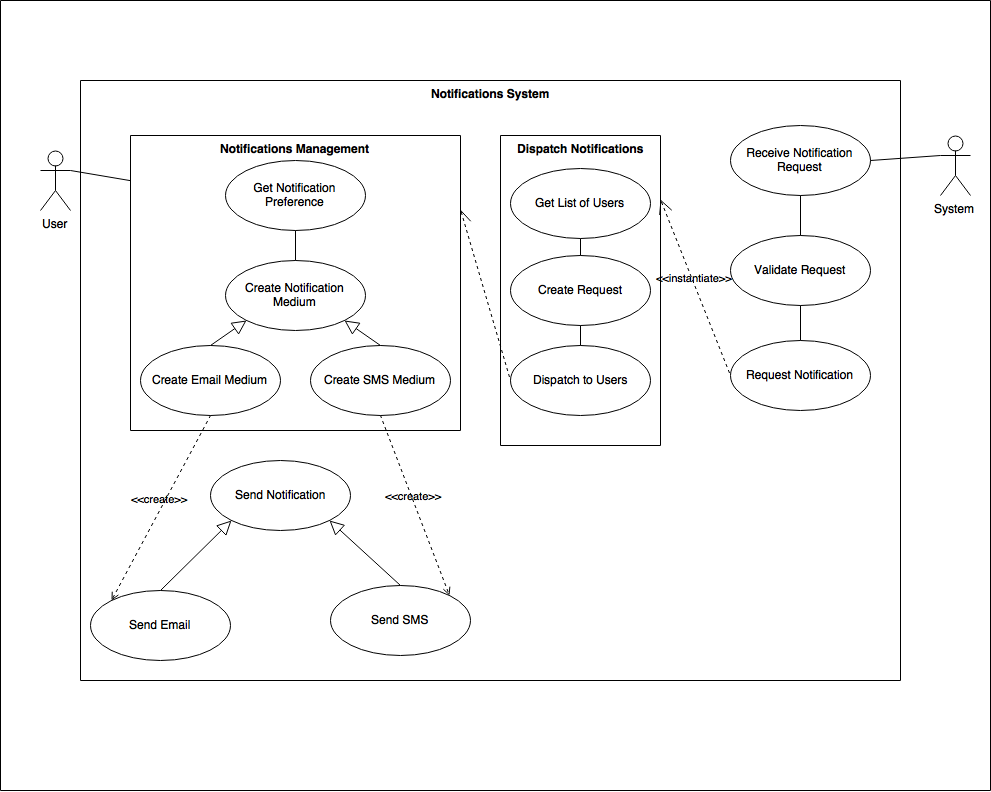 Notifications System
Notifications Management
Get Notification
Preference
Create Notification
Medium
Create Email Medium
Create SMS Medium
Dispatch Notifications
Get List of Users
Create Request
Dispatch to Users
Receive Notification
Request
Validate Request
Request Notification
<<instantiate>>
User
System
<<create>>
<<create>>
Send Notification
Send Email
Send SMS